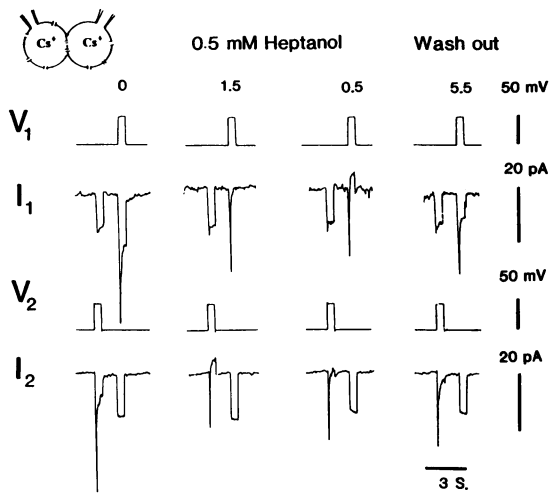 Cs+ Cs+
0.5 mM Heptanol Wash out
0 1.5 0.5 5.5 50 mV
V1
20 pA
I1
50 mV
V2
20 pA
I2
3 S.